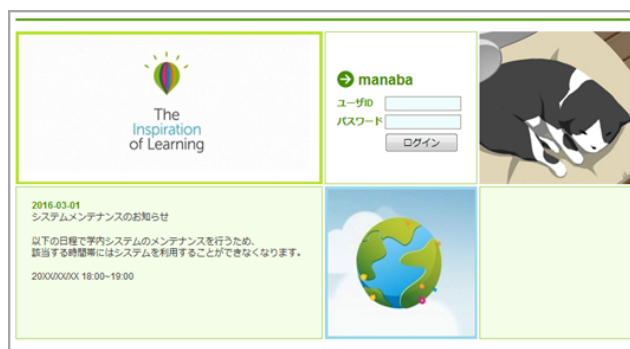 The
Inspiration
of Learning
manaba
ユーザID
パスワード
ログイン
2016-03-01
システムメンテナンスのお知らせ
以下の日程で学内システムのメンテナンスを行うため、
該当する時間帯にはシステムを利用することができなくなります。
20XX/XX/XX 18:00~19:00